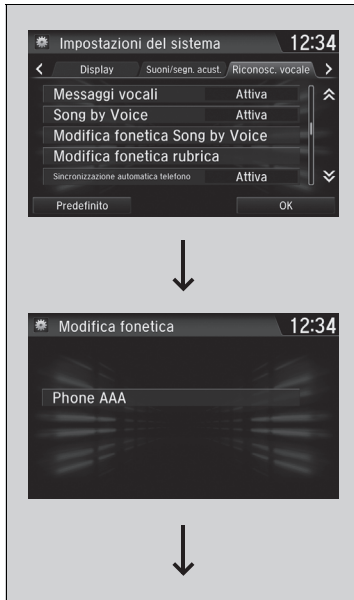 Impostazioni del sistema 12:34
Display Suoni/segn. acust. Riconosc. vocale
Messaggi vocali Attiva
Song by Voice Attiva
Modifica fonetica Song by Voice
Modifica fonetica rubrica
Sincronizzazione automatica telefono Attiva
Predefinito OK
Modifica fonetica 12:34
Phone AAA